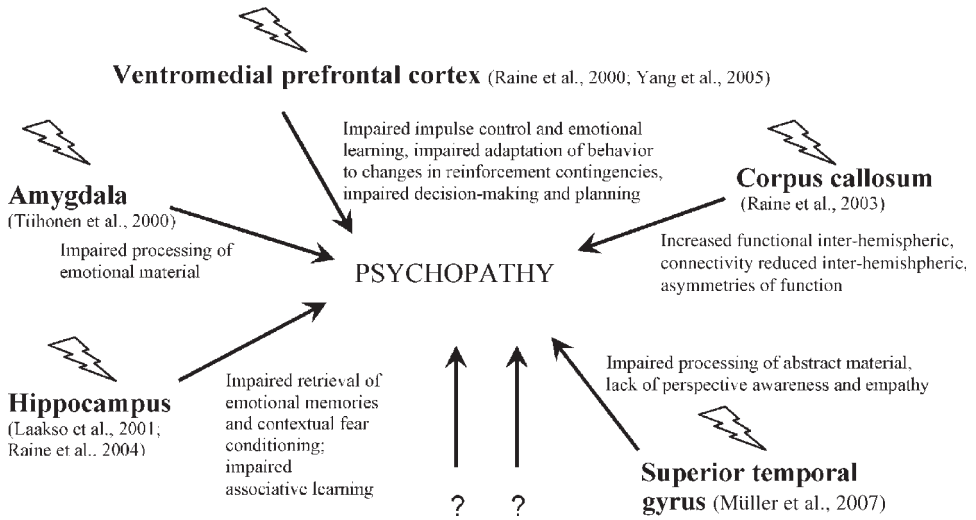 Ventromedial prefrontal cortex (Raine et al., 2000; Yang et al., 2005)
Impaired impulse control and emotional
learning, impaired adaptation of behavior
to changes in reinforcement contingencies,
impaired decision-making and planning
Amygdala
(Tiihonen et al., 2000)
Impaired processing of
emotional material
Corpus callosum
(Raine et al., 2003)
Increased functional inter-hemispheric,
connectivity reduced inter-hemishpheric,
asymmetries of function
PSYCHOPATHY
Hippocampus
(Laakso et al., 2001;
Raine et al., 2004)
Impaired retrieval of
emotional memories
and contextual fear
conditioning;
impaired
associative learning
? ?
Impaired processing of abstract material,
lack of perspective awareness and empathy
Superior temporal
gyrus (Müller et al., 2007)